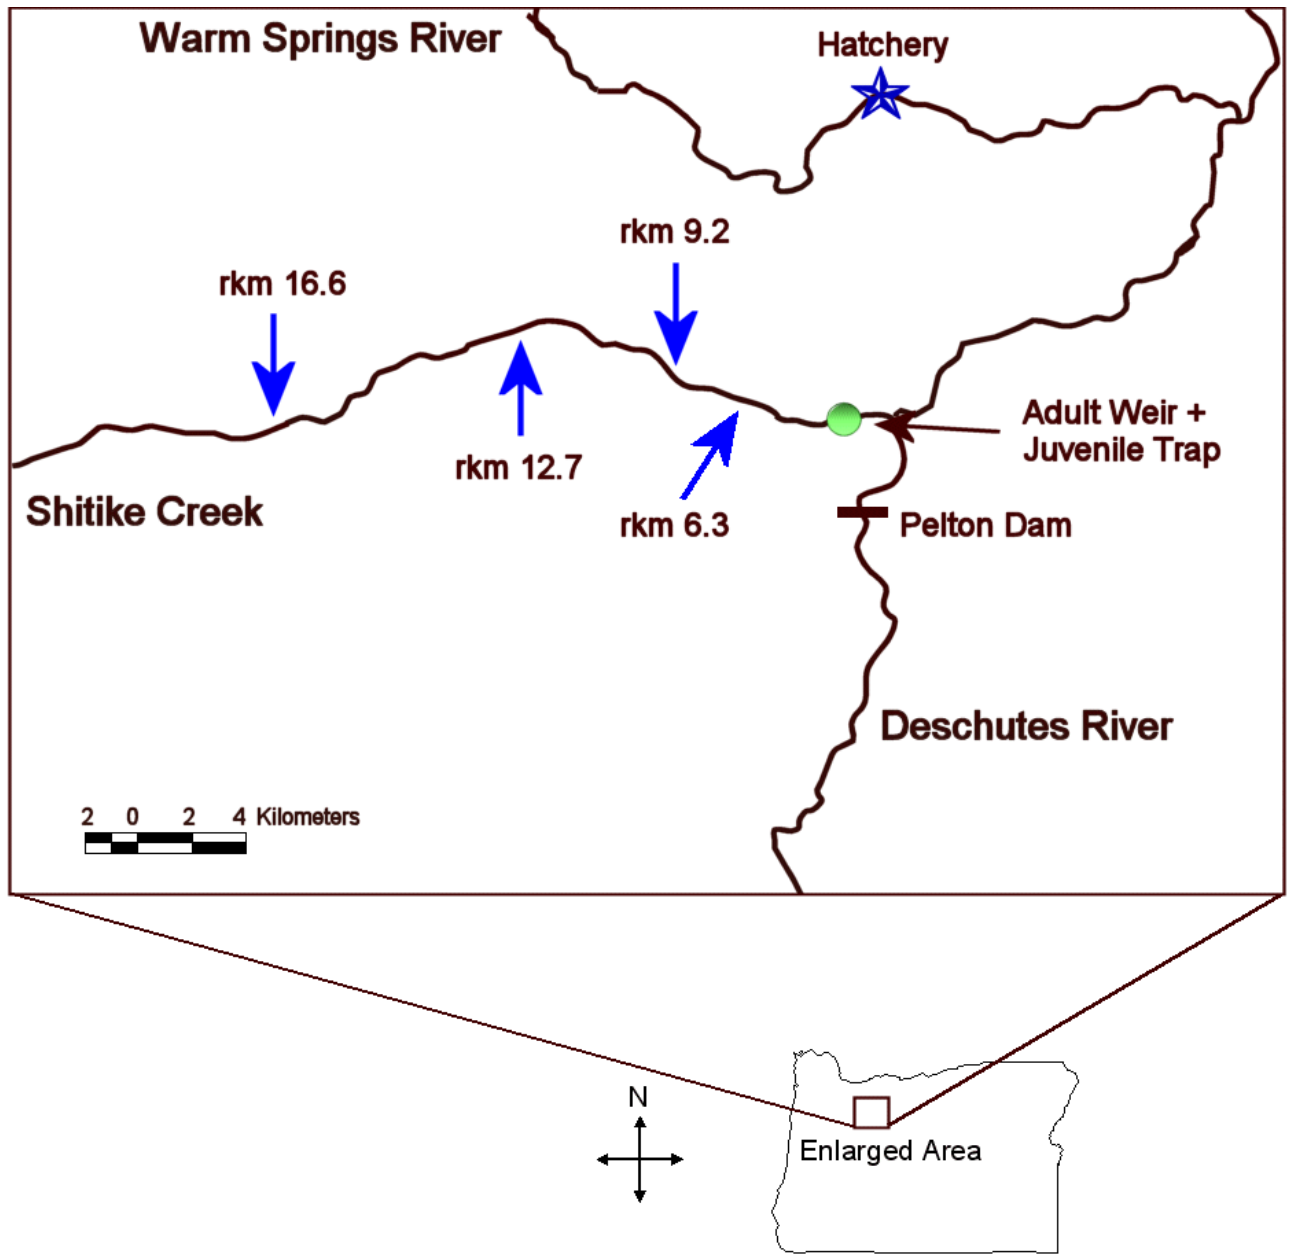 Warm Springs River
Hatchery
rkm 9.2
rkm 16.6
Adult Weir +
Juvenile Trap
rkm 12.7
Shitike Creek
rkm 6.3
Pelton Dam
Deschutes River
2 0 2 4 Kilometers
N
Enlarged Area